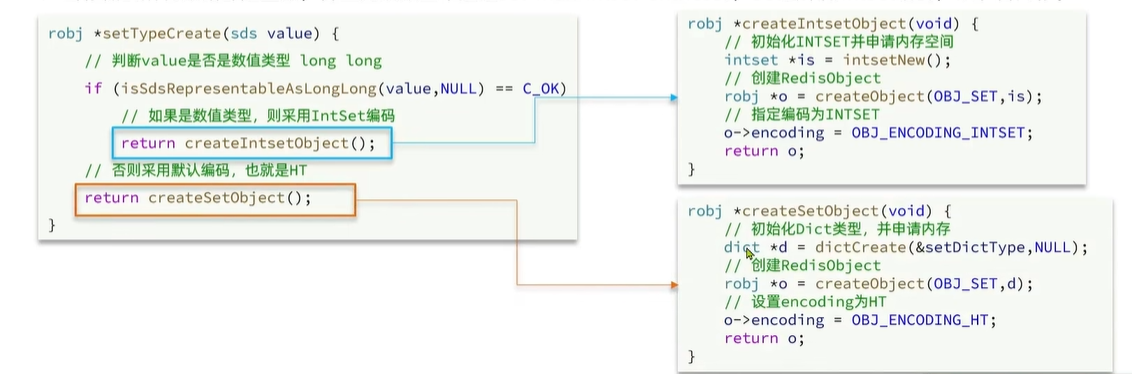 robj *setTypeCreate(sds value) {
// 判断value是否是数值类型 long long
if (isSdsRepresentableAsLongLong(value,NULL) == C_OK)
// 如果是数值类型，则采用IntSet编码
return createIntsetObject();
// 否则采用默认编码，也就是HT
return createSetObject();
}
robj *createIntsetObject(void) {
// 初始化INTSET并申请内存空间
intset *is = intsetNew();
// 创建RedisObject
robj *o = createObject(OBJ_SET,is);
// 指定编码为INTSET
o->encoding = OBJ_ENCODING_INTSET;
return o;
}
robj *createSetObject(void) {
// 初始化Dict类型，并申请内存
dict *d = dictCreate(&setDictType,NULL);
// 创建RedisObject
robj *o = createObject(OBJ_SET,d);
// 设置encoding为HT
o->encoding = OBJ_ENCODING_HT;
return o;
}